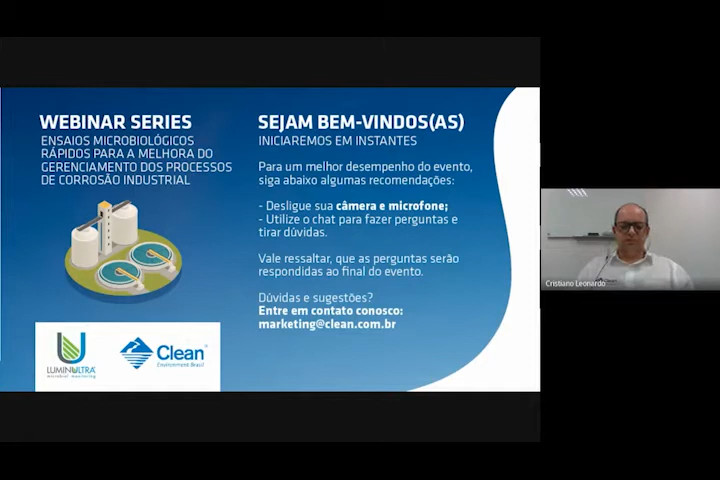 WEBINAR SERIES
ENSAIOS MICROBIOLÓGICOS
RÁPIDOS PARA A MELHORA DO
GERENCIAMENTO DOS PROCESSOS
DE CORROSÃO INDUSTRIAL
LUMINULTRA
microbial monitoring
Clean
Environment Brasil
SEJAM BEM-VINDOS(AS)
INICIAREMOS EM INSTANTES
Para um melhor desempenho do evento,
siga abaixo algumas recomendações:
- Desligue sua câmera e microfone;
- Utilize o chat para fazer perguntas e
tirar dúvidas.
Vale ressaltar, que as perguntas serão
respondidas ao final do evento.
Dúvidas e sugestões?
Entre em contato conosco:
marketing@clean.com.br
Cristiano Leonardo